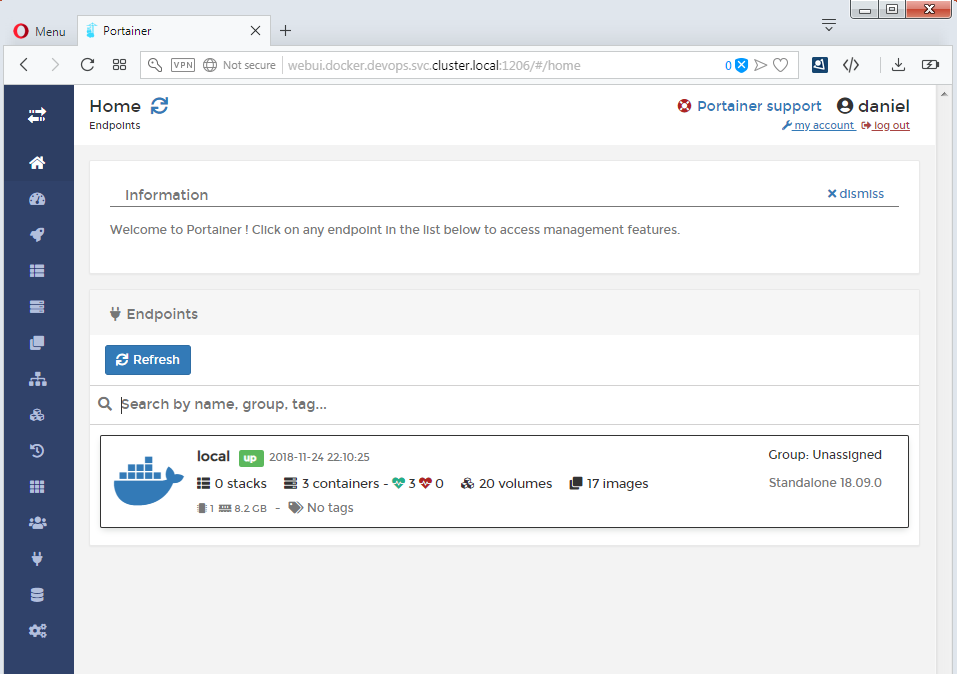 Menu
Portainer
VPN
Not secure
webui.docker.devops.svc.cluster.local:1206/#/home
0
Home
Portainer support
daniel
Endpoints
my account
log out
Information
dismiss
Welcome to Portainer ! Click on any endpoint in the list below to access management features.
Endpoints
Refresh
Search by name, group, tag...
local up 2018-11-24 22:10:25
Group: Unassigned
0 stacks 3 containers - 3 0 20 volumes 17 images
Standalone 18.09.0
1 8.2 GB - No tags